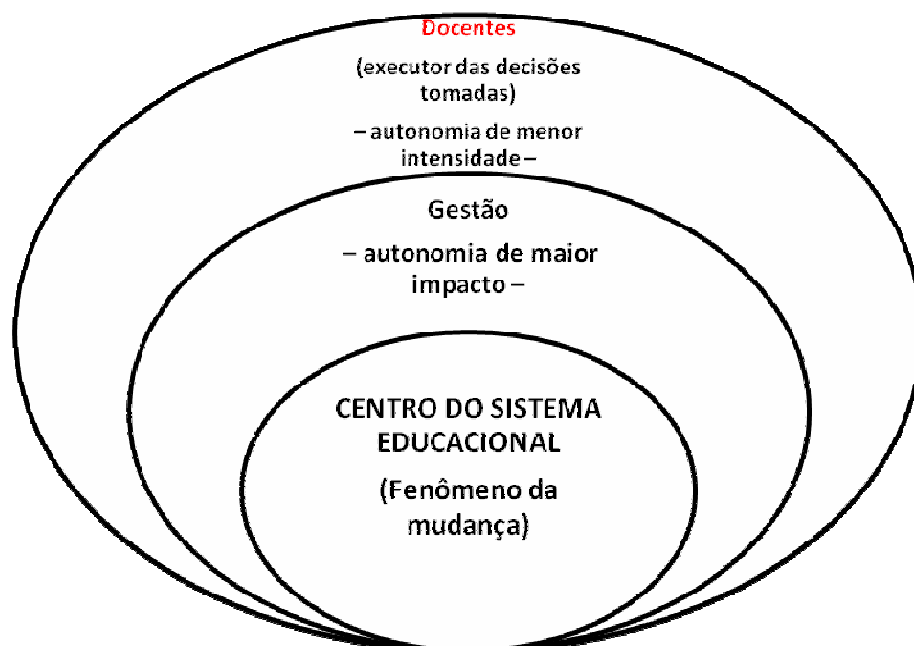 Docentes
(executor das decisões
tomadas)
– autonomia de menor
intensidade –
Gestão
– autonomia de maior
impacto –
CENTRO DO SISTEMA
EDUCACIONAL
(Fenômeno da
mudança)